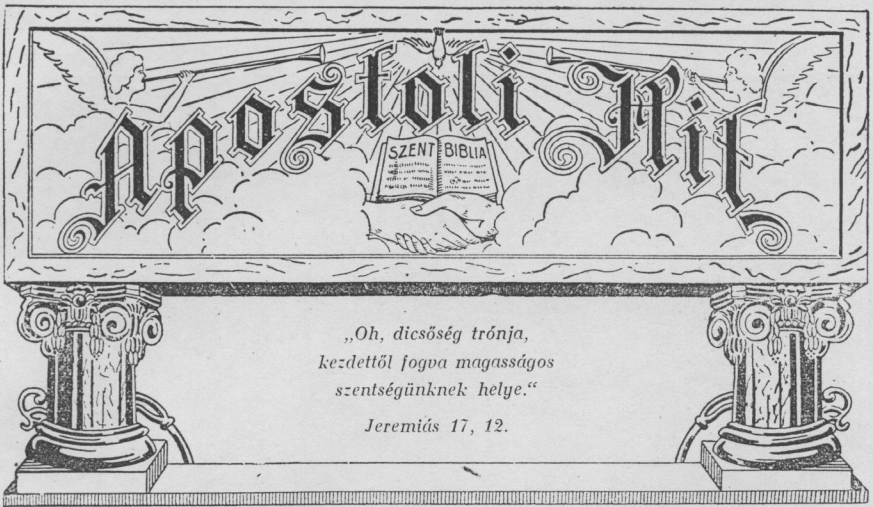 Apostoli Hit
SZENT BIBLIA
„Oh, dicsőség trónja,
kezdettől fogva magasságos
szentségünknek helye.“
Jeremiás 17, 12.